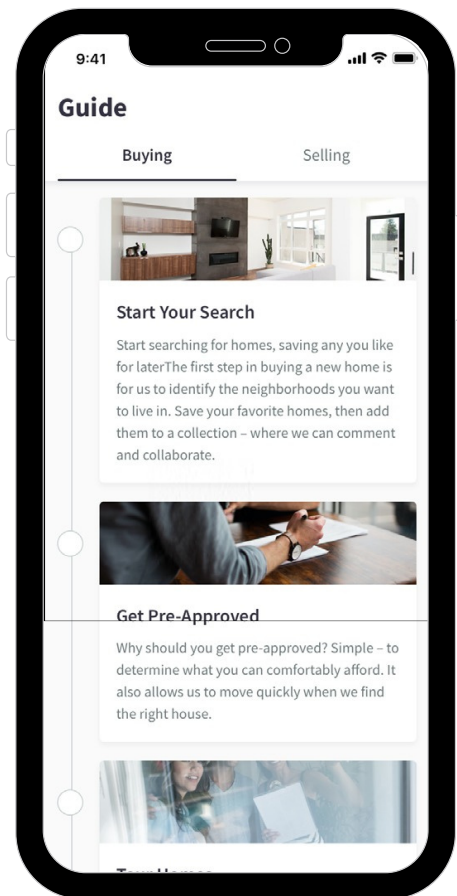 9:41
Guide
Buying
Selling
Start Your Search
Start searching for homes, saving any you like
for laterThe first step in buying a new home is
for us to identify the neighborhoods you want
to live in. Save your favorite homes, then add
them to a collection – where we can comment
and collaborate.
Get Pre-Approved
Why should you get pre-approved? Simple – to
determine what you can comfortably afford. It
also allows us to move quickly when we find
the right house.
Tour Homes